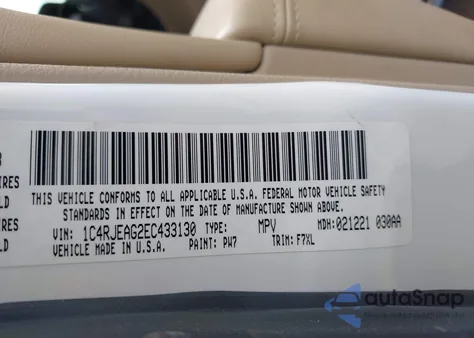 THIS VEHICLE CONFORMS TO ALL APPLICABLE U.S.A. FEDERAL MOTOR VEHICLE SAFETY
STANDARDS IN EFFECT ON THE DATE OF MANUFACTURE SHOWN ABOVE.
VIN: 1C4RJEAG2EC433130 TYPE: MPV MDH: 021221 030AA
VEHICLE MADE IN U.S.A. PAINT: PW7 TRIM: F7XL
autoSnap